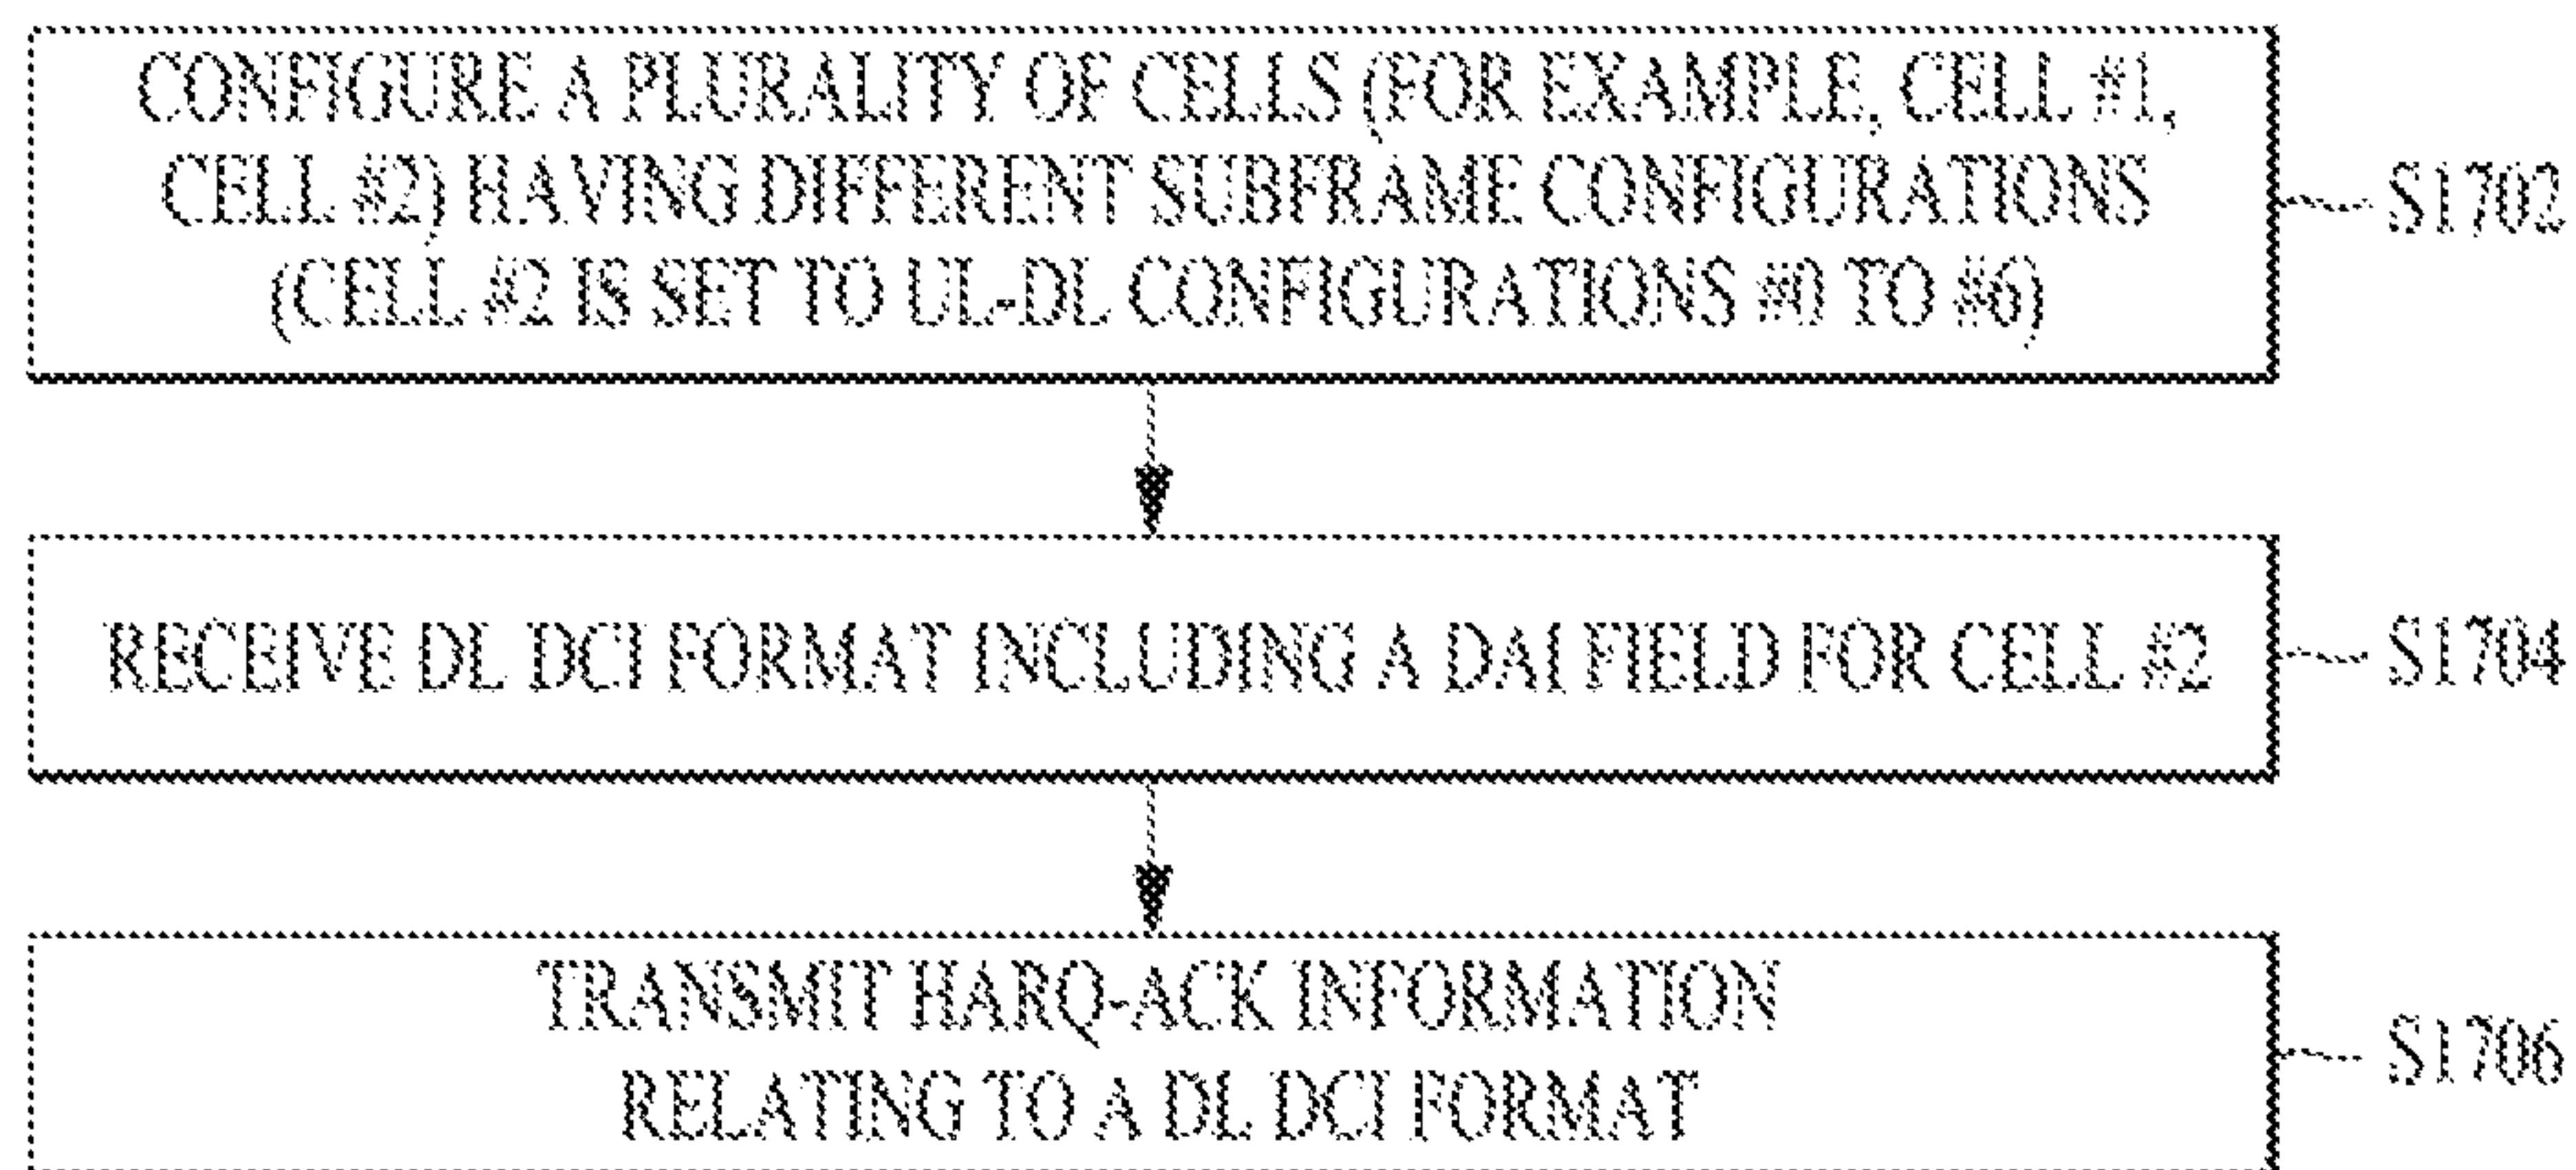 CONFIGURE A PLURALITY OF CELLS (FOR EXAMPLE, CELL #1,
CELL #2) HAVING DIFFERENT SUBFRAME CONFIGURATIONS
(CELL #2 IS SET TO UL-DL CONFIGURATIONS #0 TO #6)
S1702
RECEIVE DL DCI FORMAT INCLUDING A DAI FIELD FOR CELL #2
S1704
TRANSMIT HARQ-ACK INFORMATION
RELATING TO A DL DCI FORMAT
S1706